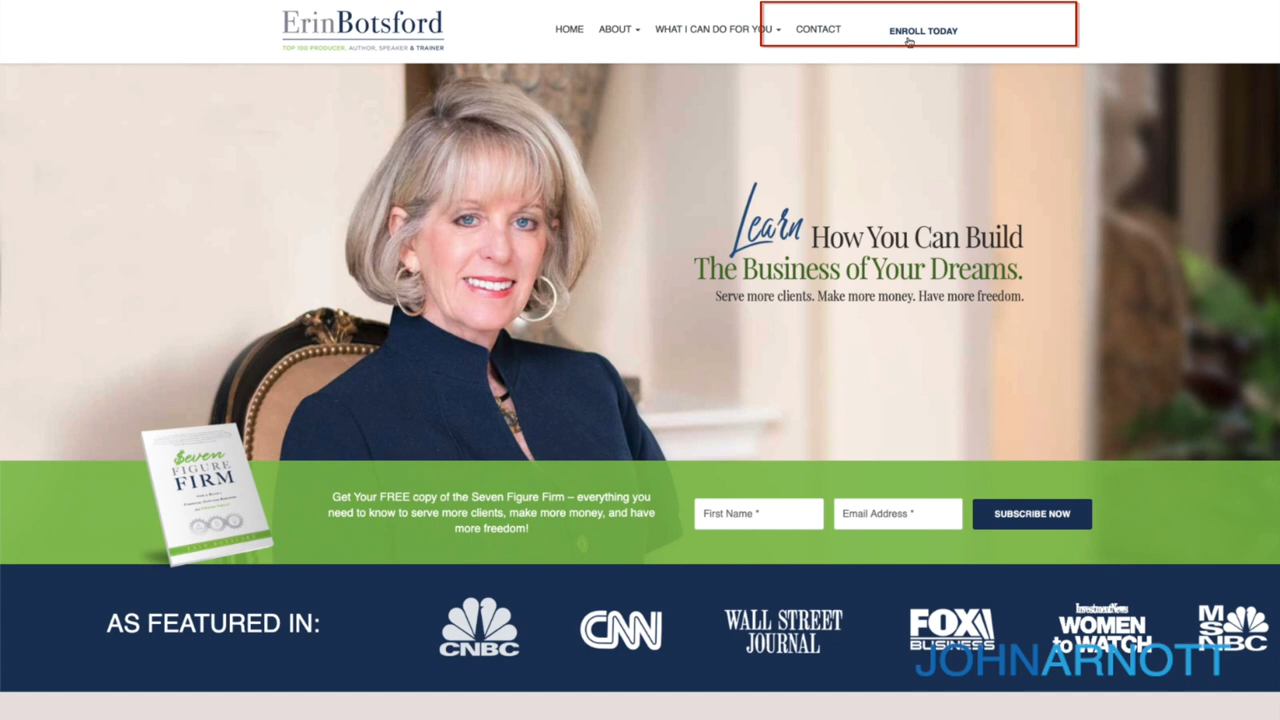 ErinBotsford
TOP 100 PRODUCER, AUTHOR, SPEAKER & TRAINER
HOME ABOUT WHAT I CAN DO FOR YOU CONTACT ENROLL TODAY
Learn How You Can Build
The Business of Your Dreams.
Serve more clients. Make more money. Have more freedom.
$even
FIGURE
FIRM
Get Your FREE copy of the Seven Figure Firm – everything you
need to know to serve more clients, make more money, and have
more freedom!
First Name *
Email Address *
SUBSCRIBE NOW
AS FEATURED IN:
CNBC
CNN
WALL STREET
JOURNAL
FOX
BUSINESS
InvestmentNews
WOMEN
to WATCH
MSNBC
JOHNARNOTT